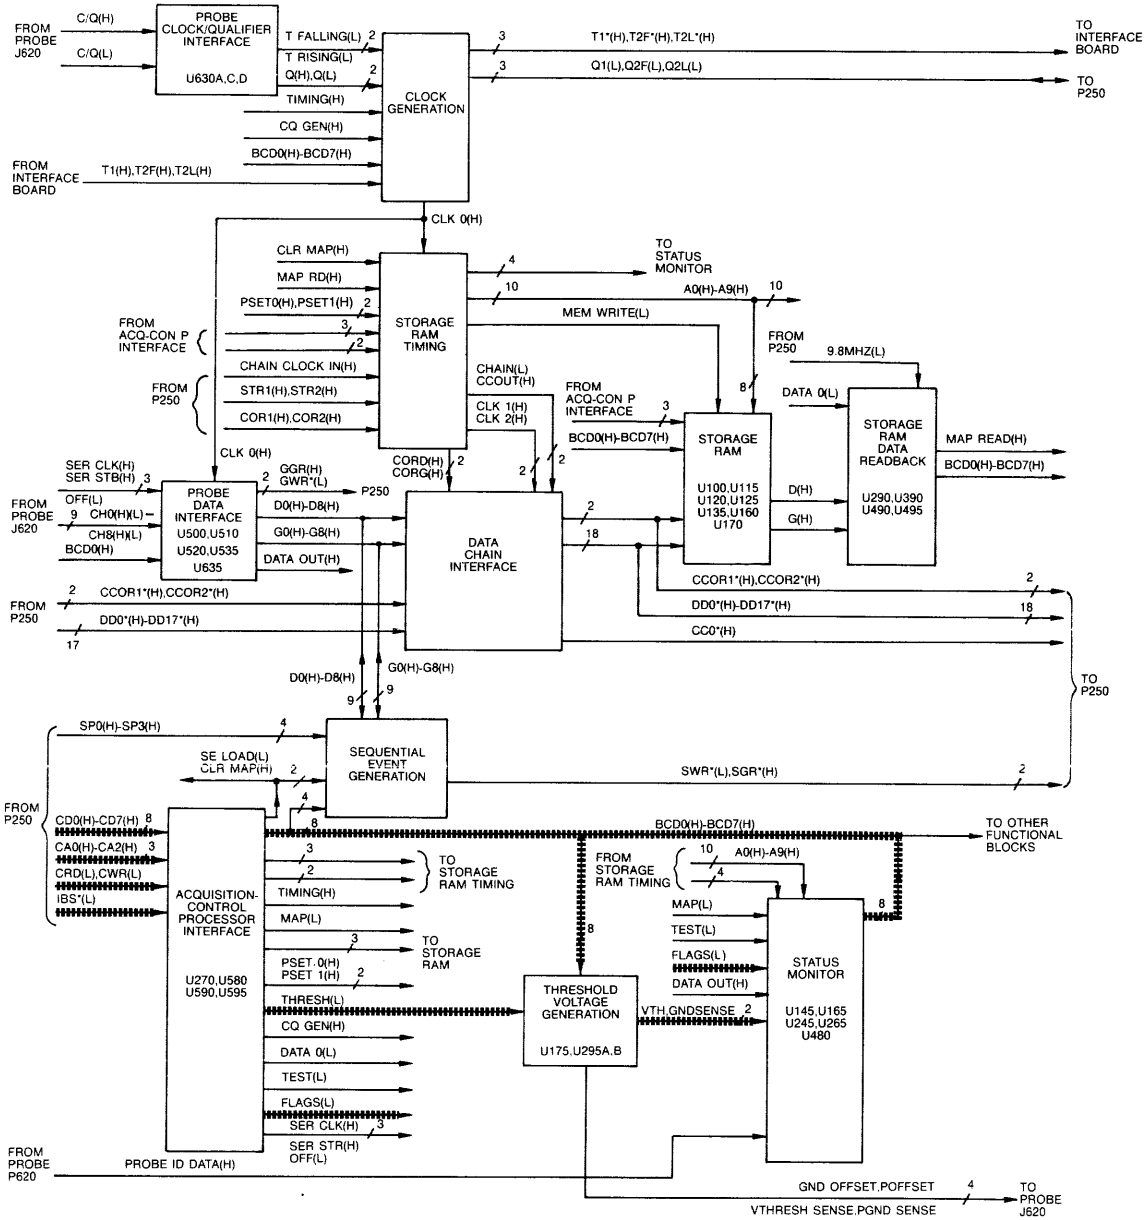 C/Q(H)
FROM
PROBE
J620
C/Q(L)
PROBE
CLOCK/QUALIFIER
INTERFACE
U630A,C,D
T FALLING(L)
2
T RISING(L)
Q(H),Q(L)
2
TIMING(H)
CQ GEN(H)
BCD0(H)-BCD7(H)
FROM
INTERFACE
BOARD
T1(H),T2F(H),T2L(H)
CLOCK
GENERATION
3
T1*(H),T2F*(H),T2L*(H)
TO
INTERFACE
BOARD
3
Q1(L),Q2F(L),Q2L(L)
TO
P250
CLK 0(H)
CLR MAP(H)
MAP RD(H)
PSET0(H),PSET1(H)
2
FROM
ACQ-CON P
INTERFACE
3
2
FROM
P250
CHAIN CLOCK IN(H)
STR1(H),STR2(H)
COR1(H),COR2(H)
STORAGE
RAM
TIMING
4
TO
STATUS
MONITOR
10
A0(H)-A9(H)
10
MEM WRITE(L)
CHAIN(L)
CCOUT(H)
CLK 1(H)
CLK 2(H)
CORD(H)
CORG(H)
2
2
2
8
FROM
ACQ-CON P
INTERFACE
3
BCD0(H)-BCD7(H)
STORAGE
RAM
U100,U115
U120,U125
U135,U160
U170
FROM
P250
9.8MHZ(L)
DATA 0(L)
STORAGE
RAM
DATA
READBACK
U290,U390
U490,U495
D(H)
G(H)
MAP READ(H)
BCD0(H)-BCD7(H)
CLK 0(H)
SER CLK(H)
SER STB(H)
3
OFF(L)
FROM
PROBE
J620
9
CH0(H)(L) –
CH8(H)(L)
BCD0(H)
PROBE
DATA
INTERFACE
U500,U510
U520,U535
U635
2
GGR(H)
GWR*(L)
P250
D0(H)-D8(H)
G0(H)-G8(H)
DATA OUT(H)
FROM
P250
2
CCOR1*(H),CCOR2*(H)
DD0*(H)-DD17*(H)
17
DATA
CHAIN
INTERFACE
2
18
CCOR1*(H),CCOR2*(H)
2
DD0*(H)-DD17*(H)
18
CC0*(H)
TO
P250
D0(H)-D8(H)
G0(H)-G8(H)
9
9
SP0(H)-SP3(H)
4
SE LOAD(L)
CLR MAP(H)
2
4
SEQUENTIAL
EVENT
GENERATION
SWR*(L),SGR*(H)
2
FROM
P250
CD0(H)-CD7(H)
8
CA0(H)-CA2(H)
3
CRD(L),CWR(L)
IBS*(L)
ACQUISITION-
CONTROL
PROCESSOR
INTERFACE
U270,U580
U590,U595
8
BCD0(H)-BCD7(H)
TO OTHER
FUNCTIONAL
BLOCKS
3
2
TO
STORAGE
RAM TIMING
TIMING(H)
MAP(L)
3
TO
STORAGE
RAM
PSET 0(H)
PSET 1(H)
2
THRESH(L)
CQ GEN(H)
DATA 0(L)
TEST(L)
FLAGS(L)
SER CLK(H)
3
SER STR(H)
OFF(L)
8
THRESHOLD
VOLTAGE
GENERATION
U175,U295A,B
FROM
STORAGE
RAM TIMING
10
A0(H)-A9(H)
4
MAP(L)
TEST(L)
FLAGS(L)
DATA OUT(H)
VTH,GNDSENSE
2
STATUS
MONITOR
U145,U165
U245,U265
U480
8
FROM
PROBE
P620
PROBE ID DATA(H)
GND OFFSET,POFFSET
4
VTHRESH SENSE,PGND SENSE
TO
PROBE
J620